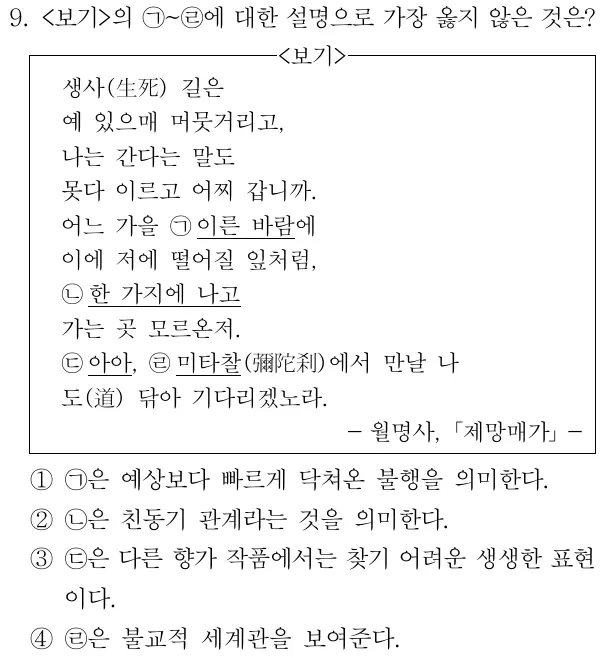 9. <보기>의 ㉠~㉣에 대한 설명으로 가장 옳지 않은 것은?
<보기>
생사(生死) 길은
예 있으매 머뭇거리고,
나는 간다는 말도
못다 이르고 어찌 갑니까.
어느 가을 ㉠ 이른 바람에
이에 저에 떨어질 잎처럼,
㉡ 한 가지에 나고
가는 곳 모르온저.
㉢ 아아, ㉣ 미타찰(彌陀刹)에서 만날 나
도(道) 닦아 기다리겠노라.
- 월명사, 「제망매가」 -
① ㉠은 예상보다 빠르게 닥쳐온 불행을 의미한다.
② ㉡은 친동기 관계라는 것을 의미한다.
③ ㉢은 다른 향가 작품에서는 찾기 어려운 생생한 표현
이다.
④ ㉣은 불교적 세계관을 보여준다.